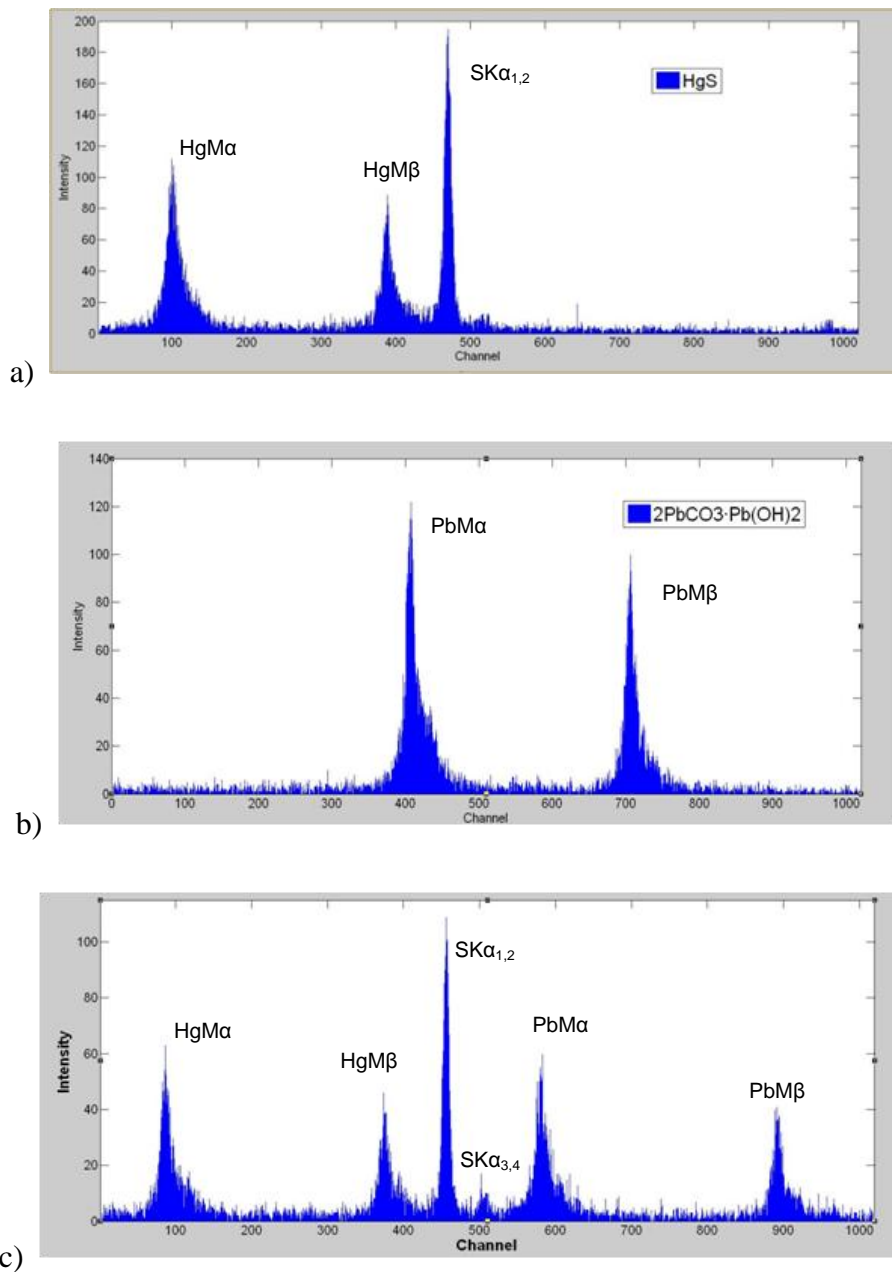 200
180
160
140
120
100
80
60
40
20
0
Intensity
HgMα
HgMβ
SKα₁,₂
HgS
100 200 300 400 500 600 700 800 900 1000
Channel
a)
140
120
100
80
60
40
20
0
Intensity
PbMα
2PbCO3·Pb(OH)2
PbMβ
0 100 200 300 400 500 600 700 800 900 1000
Channel
b)
100
80
60
40
20
0
Intensity
SKα₁,₂
HgMα
PbMα
HgMβ
PbMβ
SKα₃,₄
100 200 300 400 500 600 700 800 900 1000
Channel
c)